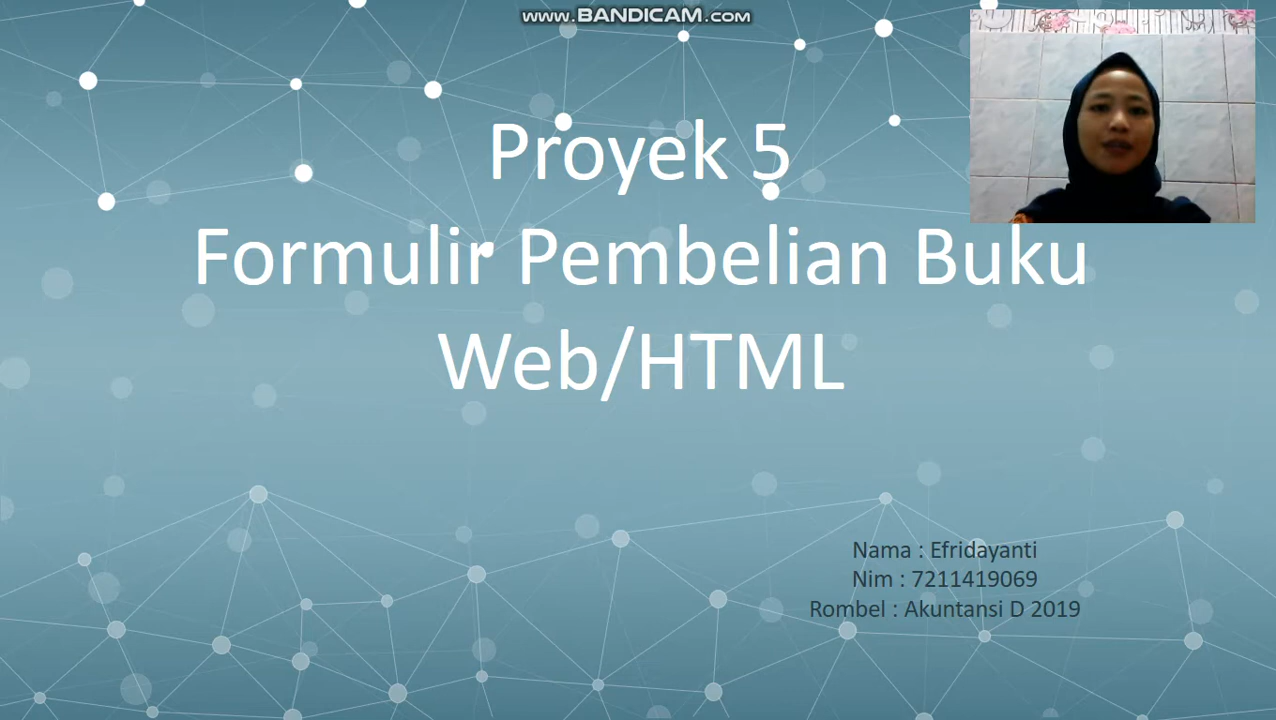 www.BANDICAM.com
Proyek 5
Formulir Pembelian Buku
Web/HTML
Nama : Efridayanti
Nim : 7211419069
Rombel : Akuntansi D 2019